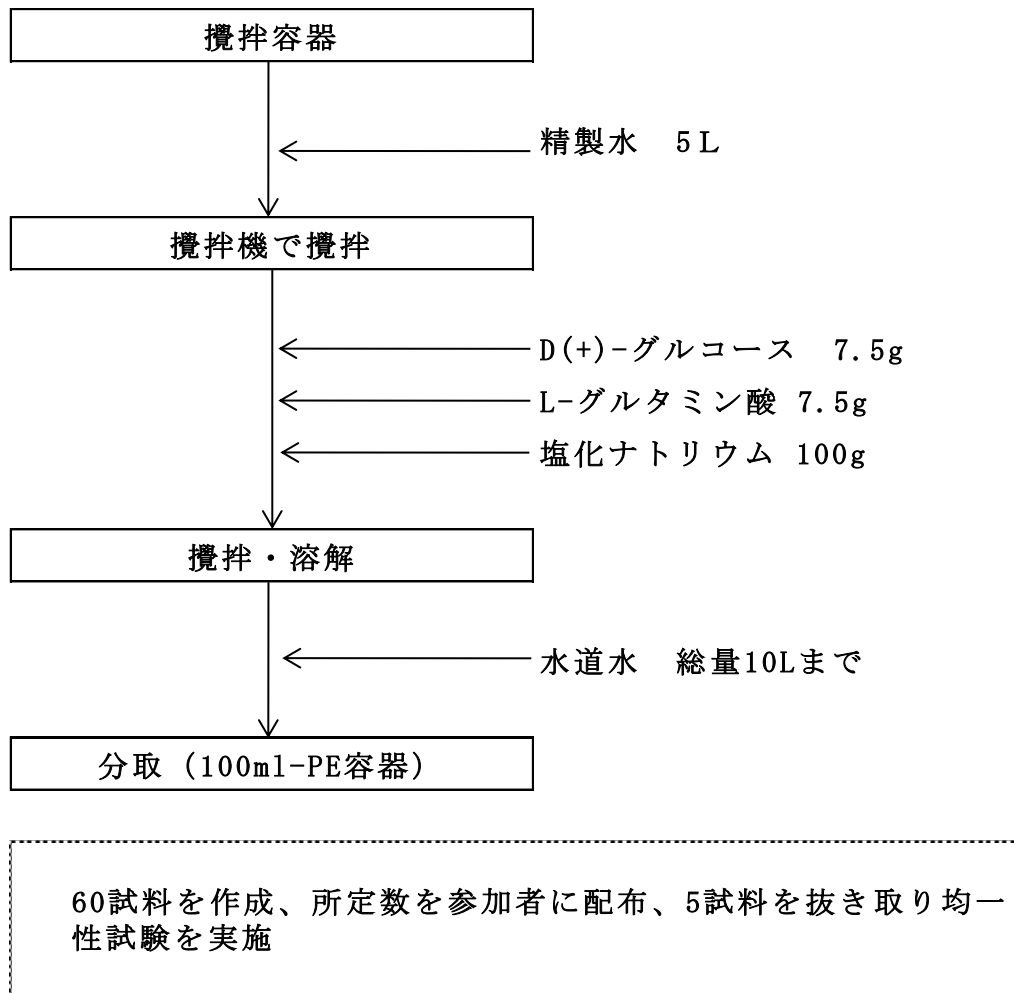 攪拌容器
精製水　５Ｌ
攪拌機で攪拌
D(+)-グルコース　7.5g
L-グルタミン酸 7.5g
塩化ナトリウム 100g
攪拌・溶解
水道水　総量10Lまで
分取（100ml-PE容器）
60試料を作成、所定数を参加者に配布、5試料を抜き取り均一
性試験を実施